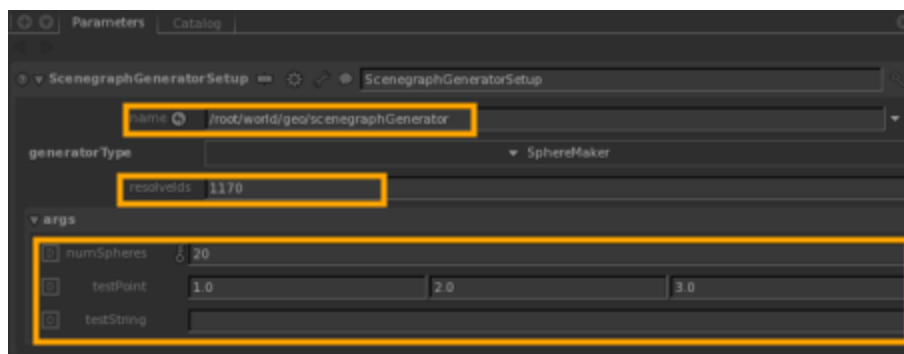 Parameters Catalog
ScenegraphGeneratorSetup ScenegraphGeneratorSetup
name /root/world/geo/scenegraphGenerator
generatorType SphereMaker
resolveIds 1170
args
D numSpheres 20
D testPoint 1.0 2.0 3.0
D testString